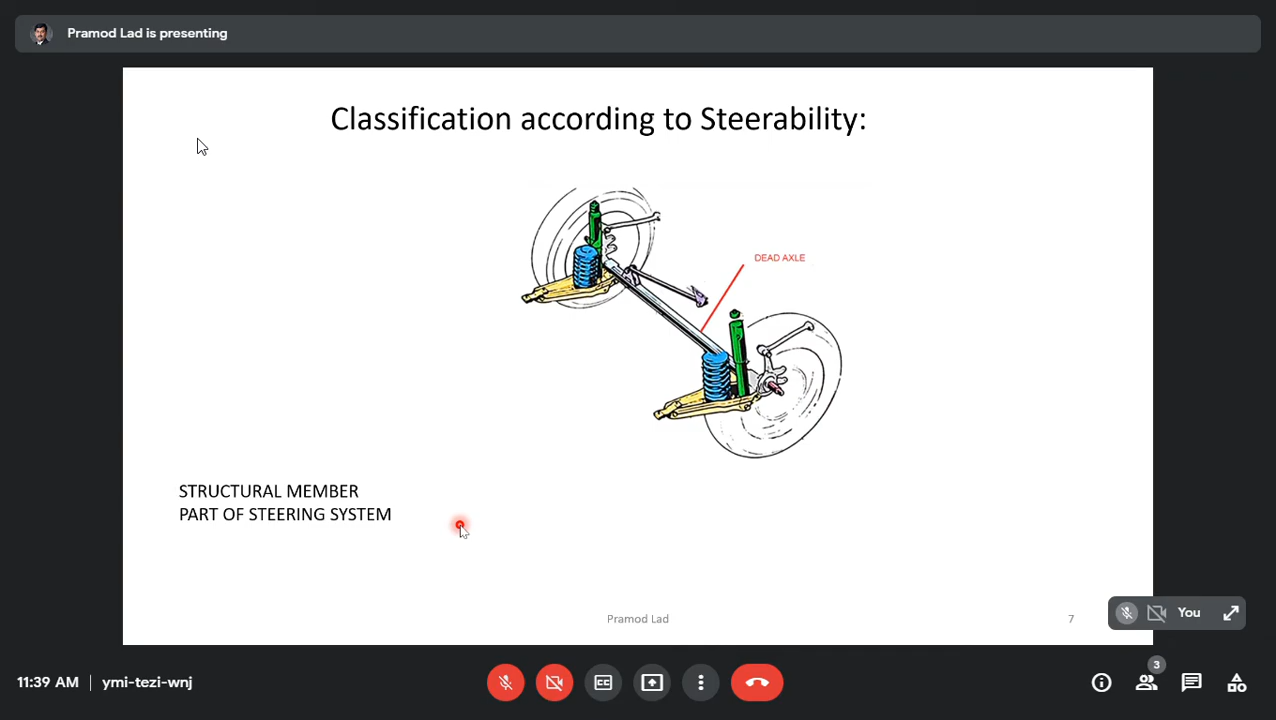 Pramod Lad is presenting
Classification according to Steerability:
DEAD AXLE
STRUCTURAL MEMBER
PART OF STEERING SYSTEM
Pramod Lad
7
You
3
11:39 AM | ymi-tezi-wnj
CC